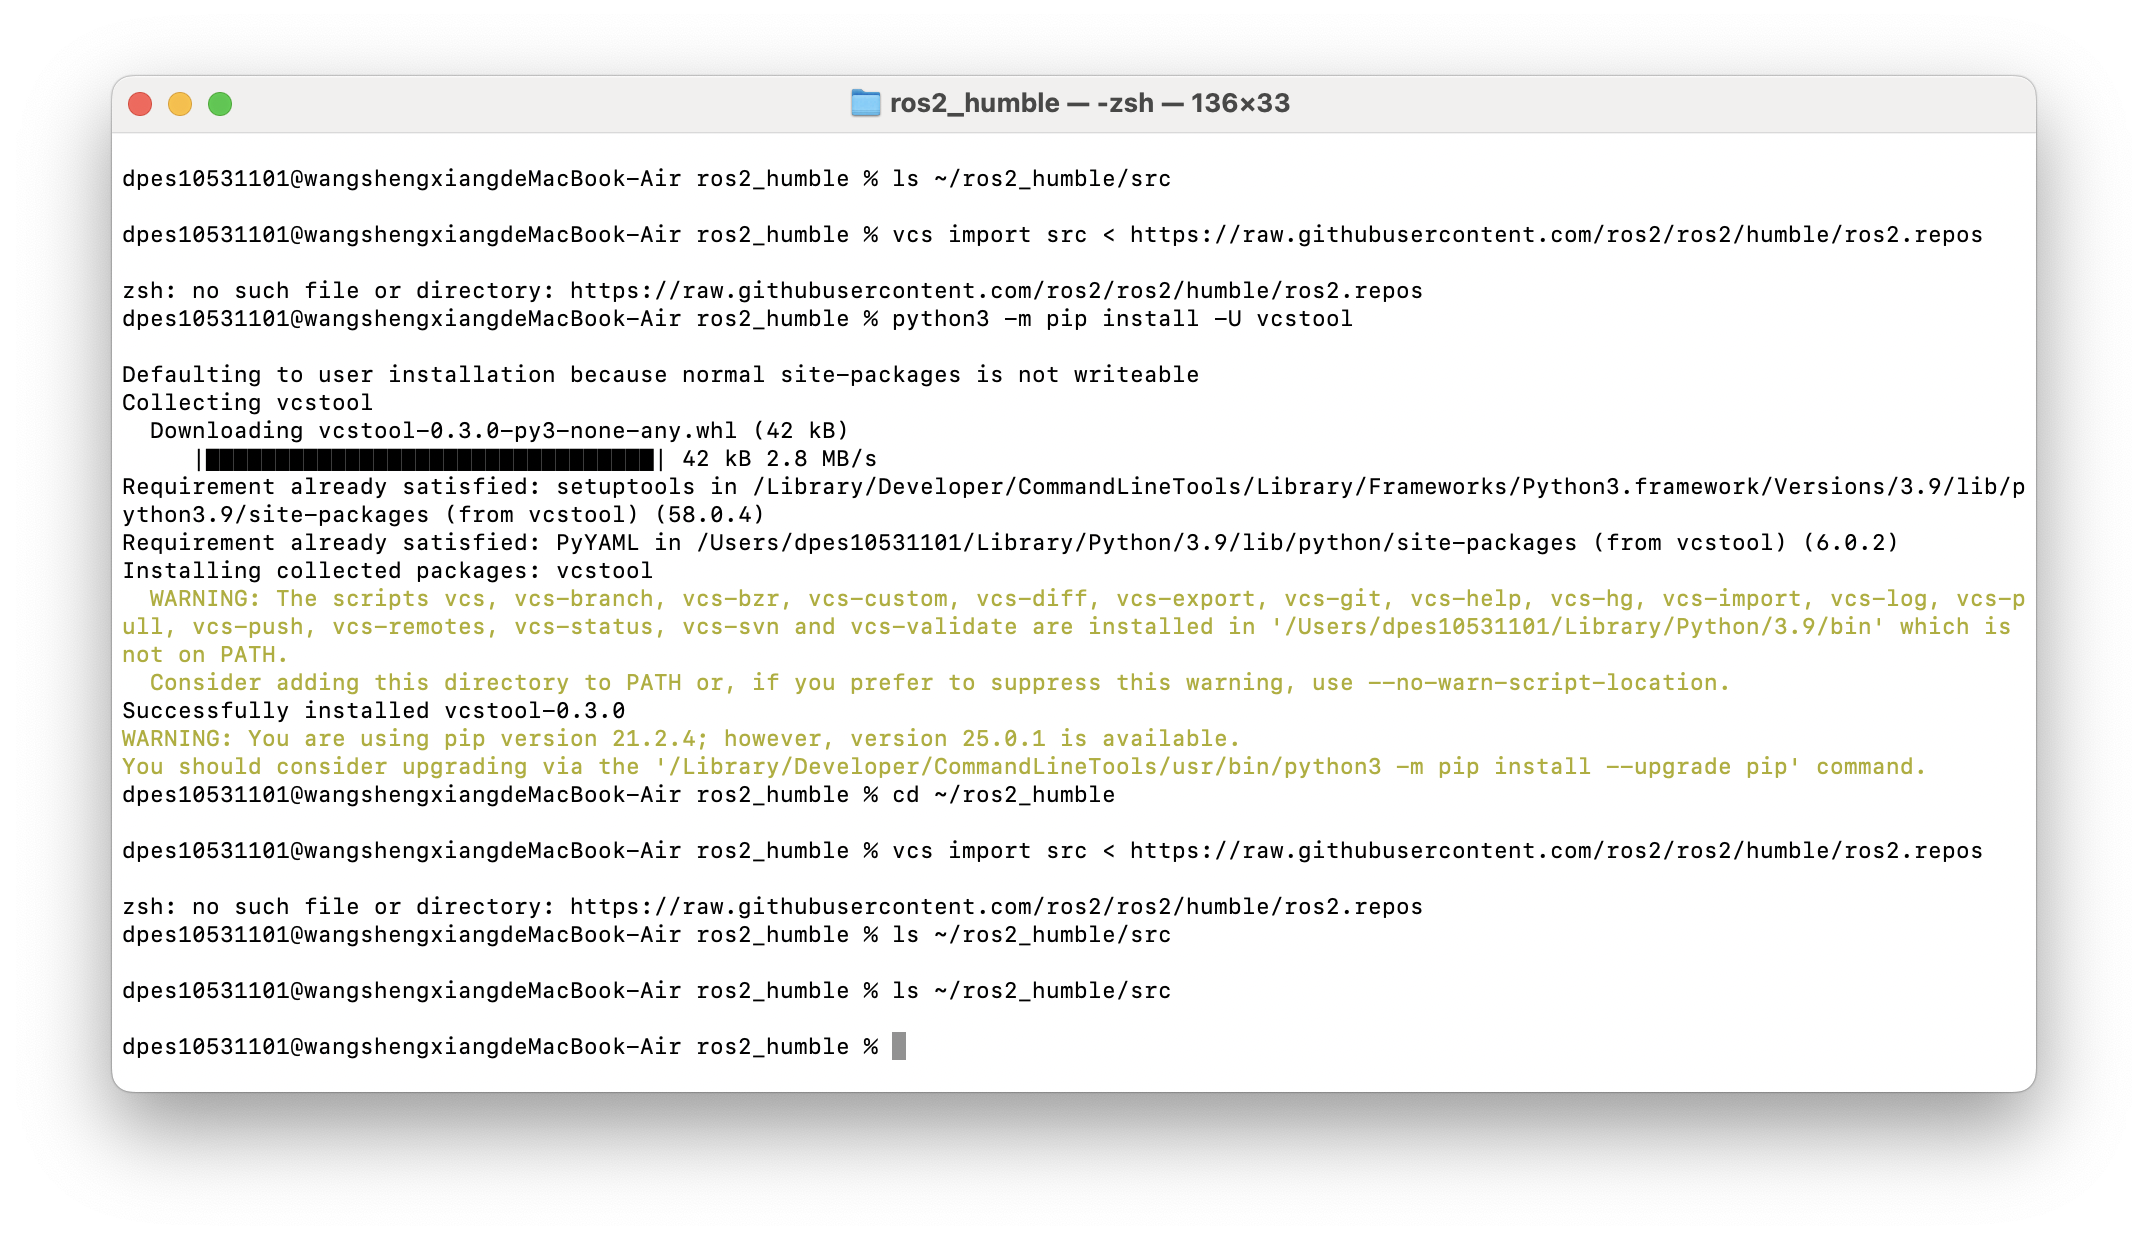 ros2_humble — -zsh — 136×33
dpes10531101@wangshengxiangdeMacBook-Air ros2_humble % ls ~/ros2_humble/src
dpes10531101@wangshengxiangdeMacBook-Air ros2_humble % vcs import src < https://raw.githubusercontent.com/ros2/ros2/humble/ros2.repos
zsh: no such file or directory: https://raw.githubusercontent.com/ros2/ros2/humble/ros2.repos
dpes10531101@wangshengxiangdeMacBook-Air ros2_humble % python3 -m pip install -U vcstool
Defaulting to user installation because normal site-packages is not writeable
Collecting vcstool
  Downloading vcstool-0.3.0-py3-none-any.whl (42 kB)
     |████████████████████████████████| 42 kB 2.8 MB/s
Requirement already satisfied: setuptools in /Library/Developer/CommandLineTools/Library/Frameworks/Python3.framework/Versions/3.9/lib/p
ython3.9/site-packages (from vcstool) (58.0.4)
Requirement already satisfied: PyYAML in /Users/dpes10531101/Library/Python/3.9/lib/python/site-packages (from vcstool) (6.0.2)
Installing collected packages: vcstool
  WARNING: The scripts vcs, vcs-branch, vcs-bzr, vcs-custom, vcs-diff, vcs-export, vcs-git, vcs-help, vcs-hg, vcs-import, vcs-log, vcs-p
ull, vcs-push, vcs-remotes, vcs-status, vcs-svn and vcs-validate are installed in '/Users/dpes10531101/Library/Python/3.9/bin' which is
not on PATH.
  Consider adding this directory to PATH or, if you prefer to suppress this warning, use --no-warn-script-location.
Successfully installed vcstool-0.3.0
WARNING: You are using pip version 21.2.4; however, version 25.0.1 is available.
You should consider upgrading via the '/Library/Developer/CommandLineTools/usr/bin/python3 -m pip install --upgrade pip' command.
dpes10531101@wangshengxiangdeMacBook-Air ros2_humble % cd ~/ros2_humble
dpes10531101@wangshengxiangdeMacBook-Air ros2_humble % vcs import src < https://raw.githubusercontent.com/ros2/ros2/humble/ros2.repos
zsh: no such file or directory: https://raw.githubusercontent.com/ros2/ros2/humble/ros2.repos
dpes10531101@wangshengxiangdeMacBook-Air ros2_humble % ls ~/ros2_humble/src
dpes10531101@wangshengxiangdeMacBook-Air ros2_humble % ls ~/ros2_humble/src
dpes10531101@wangshengxiangdeMacBook-Air ros2_humble %